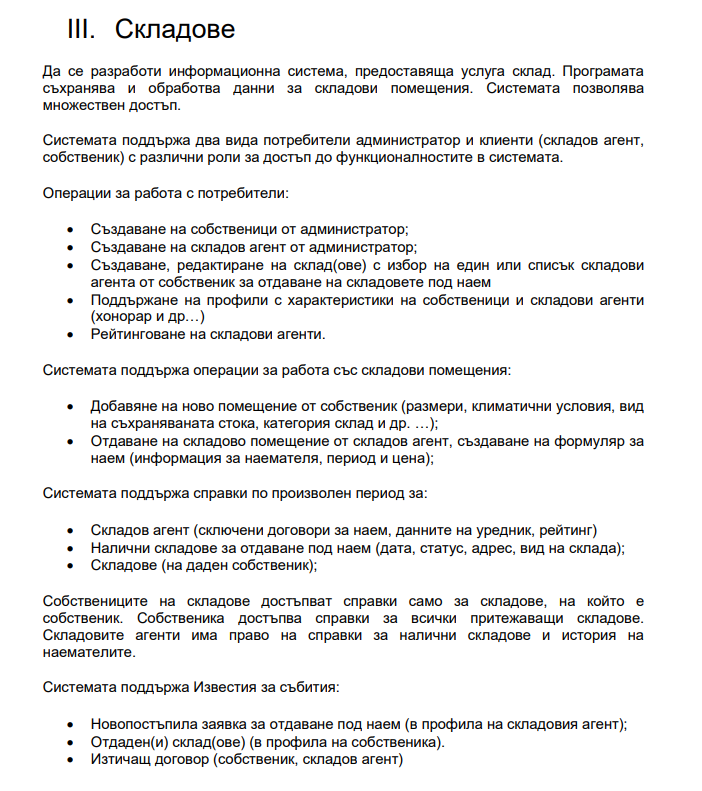 III. Складове
Да се разработи информационна система, предоставяща услуга склад. Програмата
съхранява и обработва данни за складови помещения. Системата позволява
множествен достъп.
Системата поддържа два вида потребители администратор и клиенти (складов агент,
собственик) с различни роли за достъп до функционалностите в системата.
Операции за работа с потребители:
• Създаване на собственици от администратор;
• Създаване на складов агент от администратор;
• Създаване, редактиране на склад(ове) с избор на един или списък складови
агента от собственик за отдаване на складовете под наем
• Поддържане на профили с характеристики на собственици и складови агенти
(хонорар и др…)
• Рейтинговане на складови агенти.
Системата поддържа операции за работа със складови помещения:
• Добавяне на ново помещение от собственик (размери, климатични условия, вид
на съхраняваната стока, категория склад и др. …);
• Отдаване на складово помещение от складов агент, създаване на формуляр за
наем (информация за наемателя, период и цена);
Системата поддържа справки по произволен период за:
• Складов агент (сключени договори за наем, данните на уредник, рейтинг)
• Налични складове за отдаване под наем (дата, статус, адрес, вид на склада);
• Складове (на даден собственик);
Собствениците на складове достъпват справки само за складове, на който е
собственик. Собственика достъпва справки за всички притежаващи складове.
Складовите агенти има право на справки за налични складове и история на
наемателите.
Системата поддържа Известия за събития:
• Новопостъпила заявка за отдаване под наем (в профила на складовия агент);
• Отдаден(и) склад(ове) (в профила на собственика).
• Изтичащ договор (собственик, складов агент)